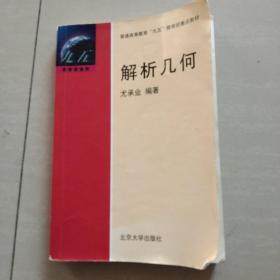 普通高等教育“九五”教育部重点教材
九五
解析几何
尤承业 编著
北京大学出版社